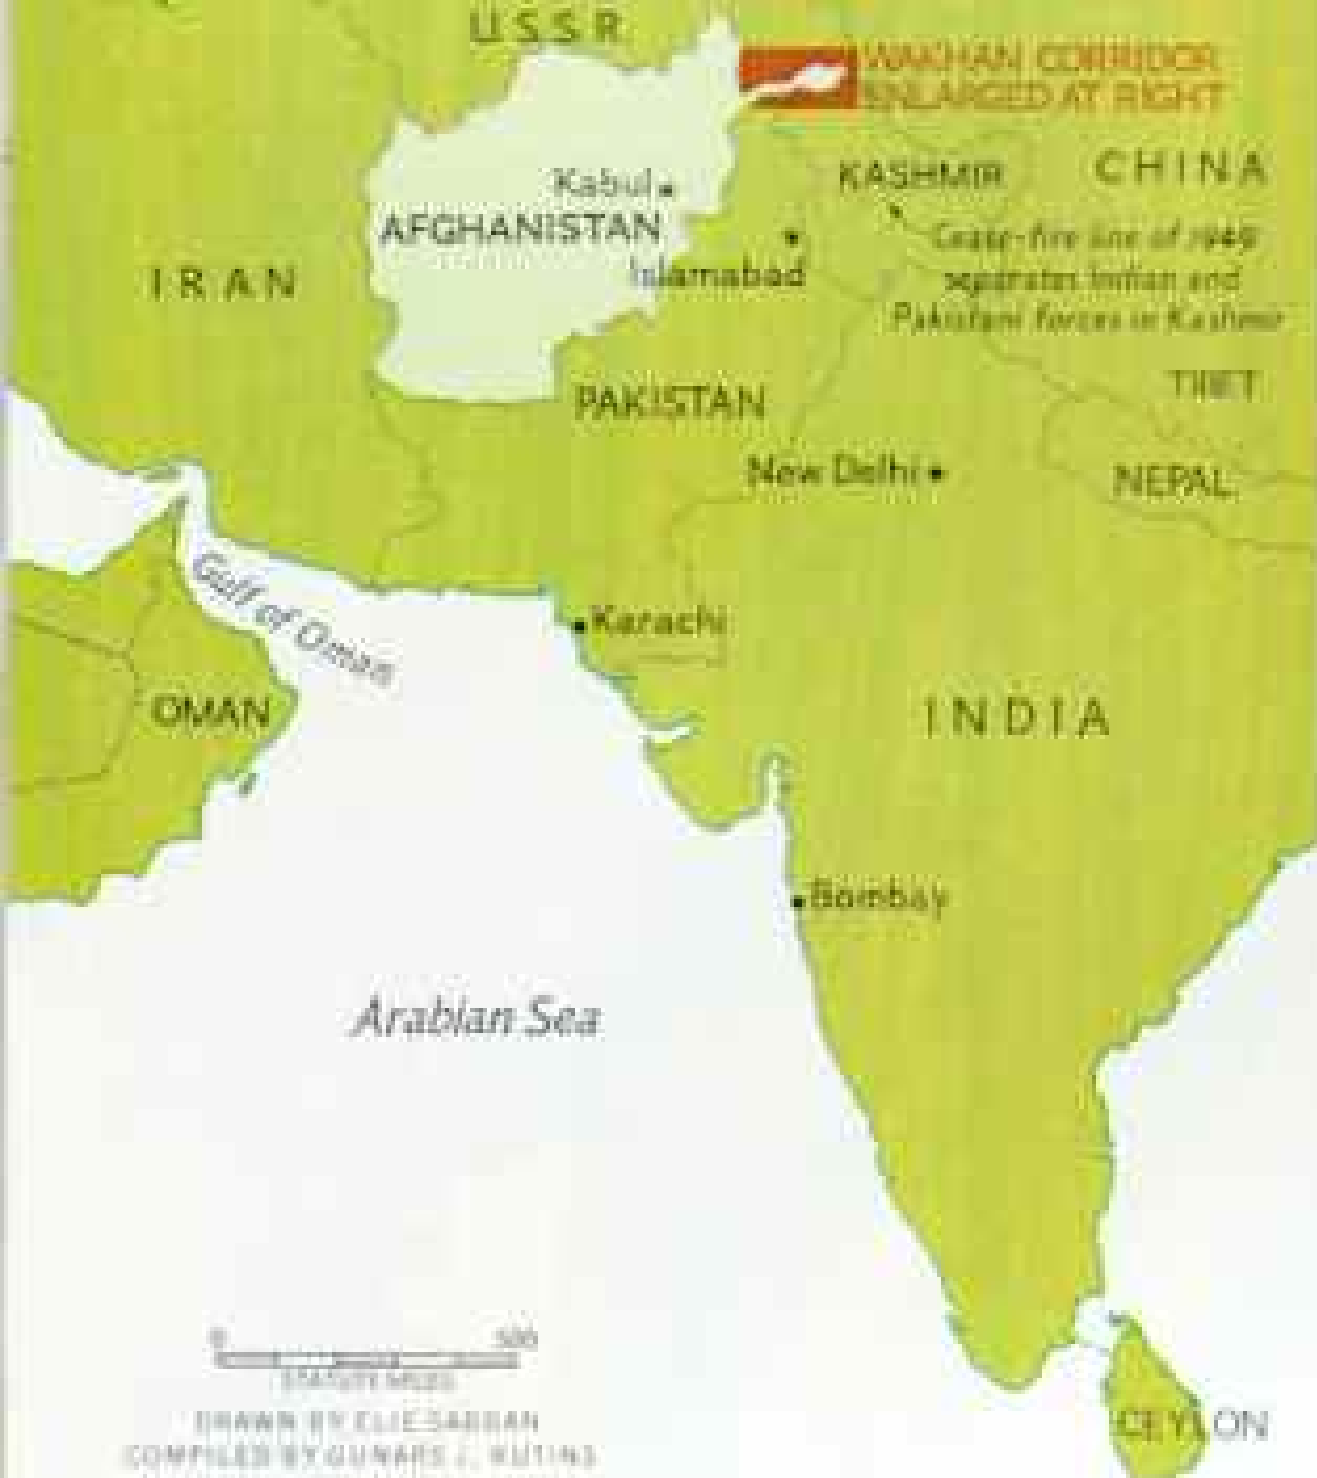 USSR
WAKHAN CORRIDOR
ENLARGED AT RIGHT
CHINA
KASHMIR
Kabul
AFGHANISTAN
Cease-fire line of 1949
separates Indian and
Pakistani forces in Kashmir
Islamabad
IRAN
TIBET
PAKISTAN
New Delhi
NEPAL
Gulf of Oman
Karachi
OMAN
INDIA
Bombay
Arabian Sea
0 500
STATUTE MILES
DRAWN BY ELIE SABBAN
COMPILED BY GUNARS J. RUTINS
CEYLON